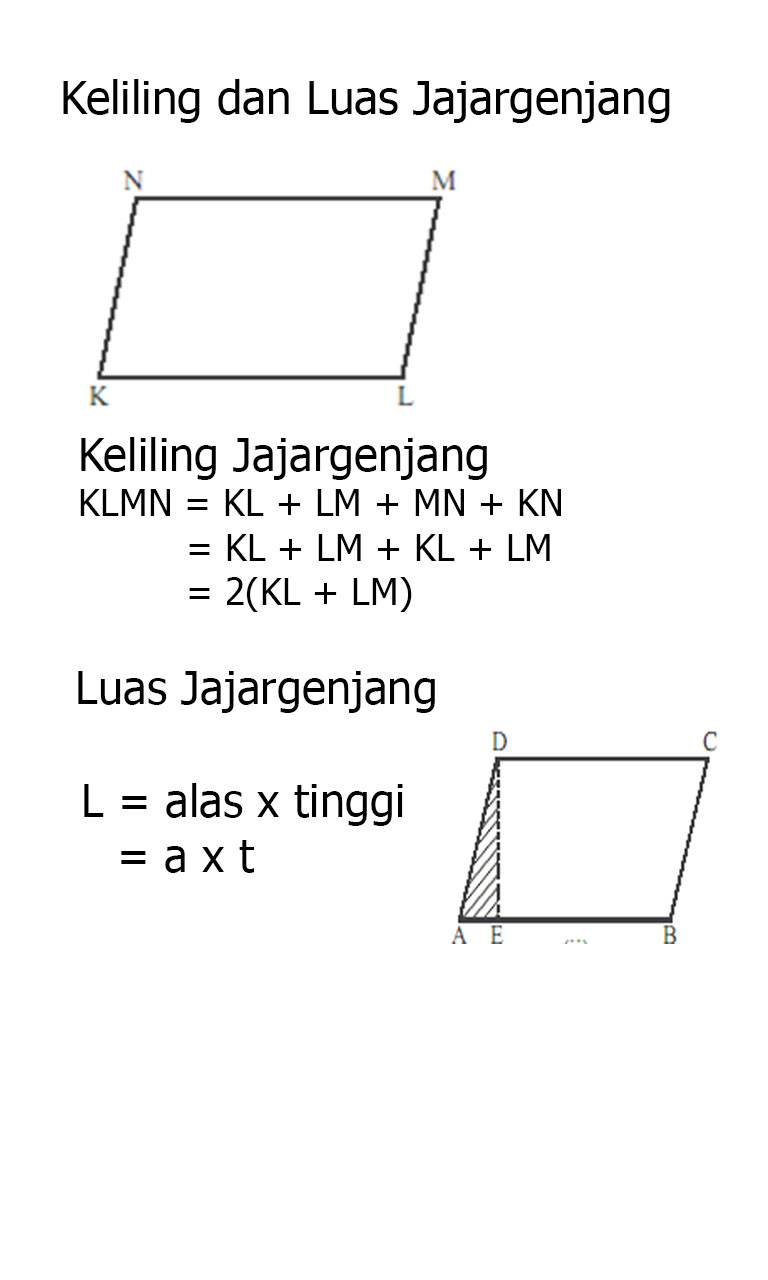 Keliling dan Luas Jajargenjang
N M
K L
Keliling Jajargenjang
KLMN = KL + LM + MN + KN
= KL + LM + KL + LM
= 2(KL + LM)
Luas Jajargenjang
D C
L = alas x tinggi
= a x t
A E B